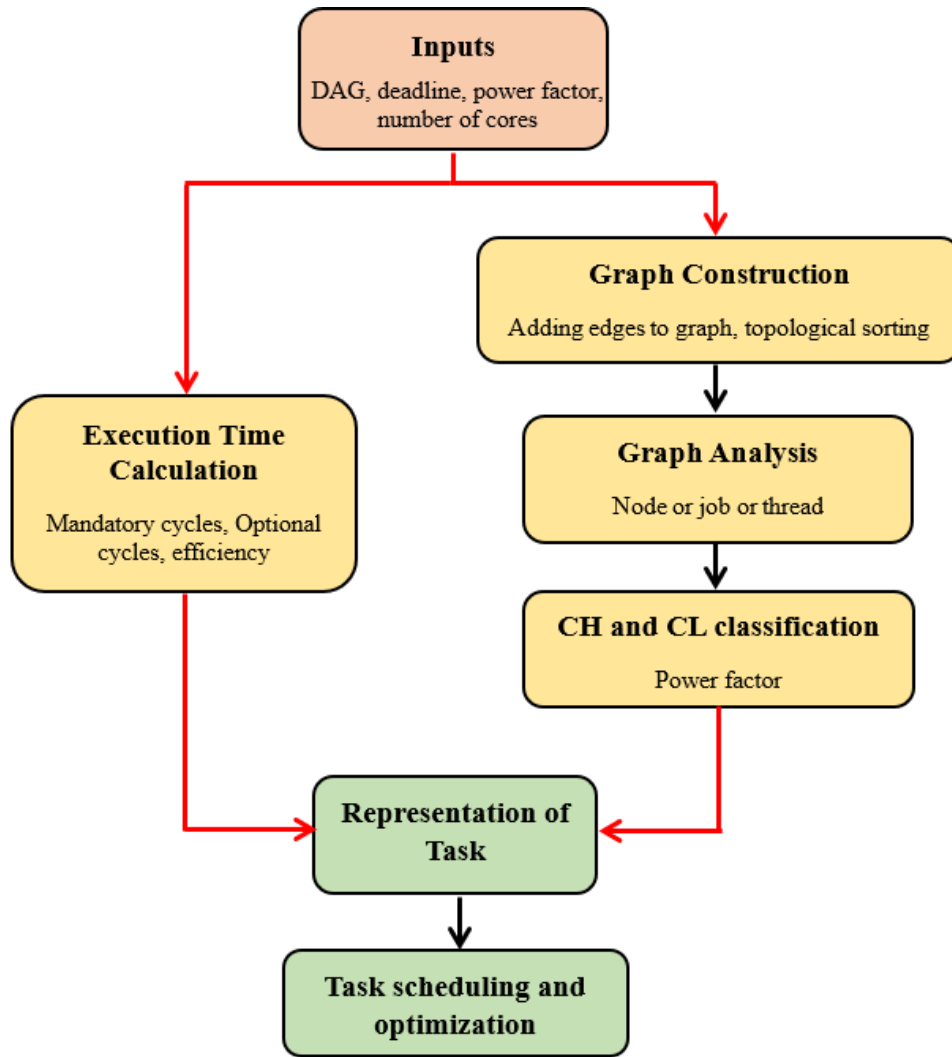 Inputs
DAG, deadline, power factor,
number of cores
Graph Construction
Adding edges to graph, topological sorting
Execution Time
Calculation
Mandatory cycles, Optional
cycles, efficiency
Graph Analysis
Node or job or thread
CH and CL classification
Power factor
Representation of
Task
Task scheduling and
optimization